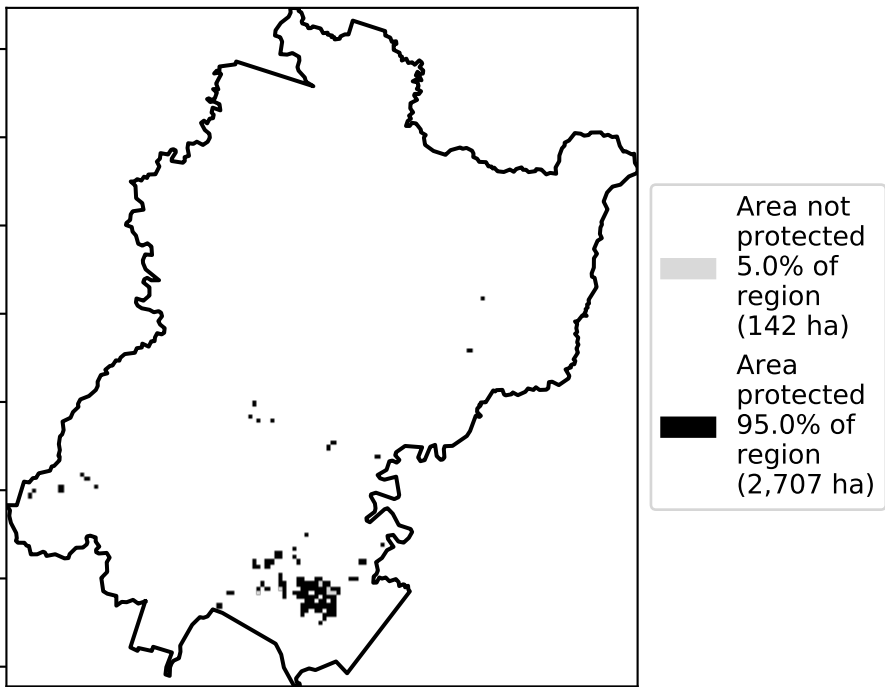 Area not
protected
5.0% of
region
(142 ha)
Area
protected
95.0% of
region
(2,707 ha)